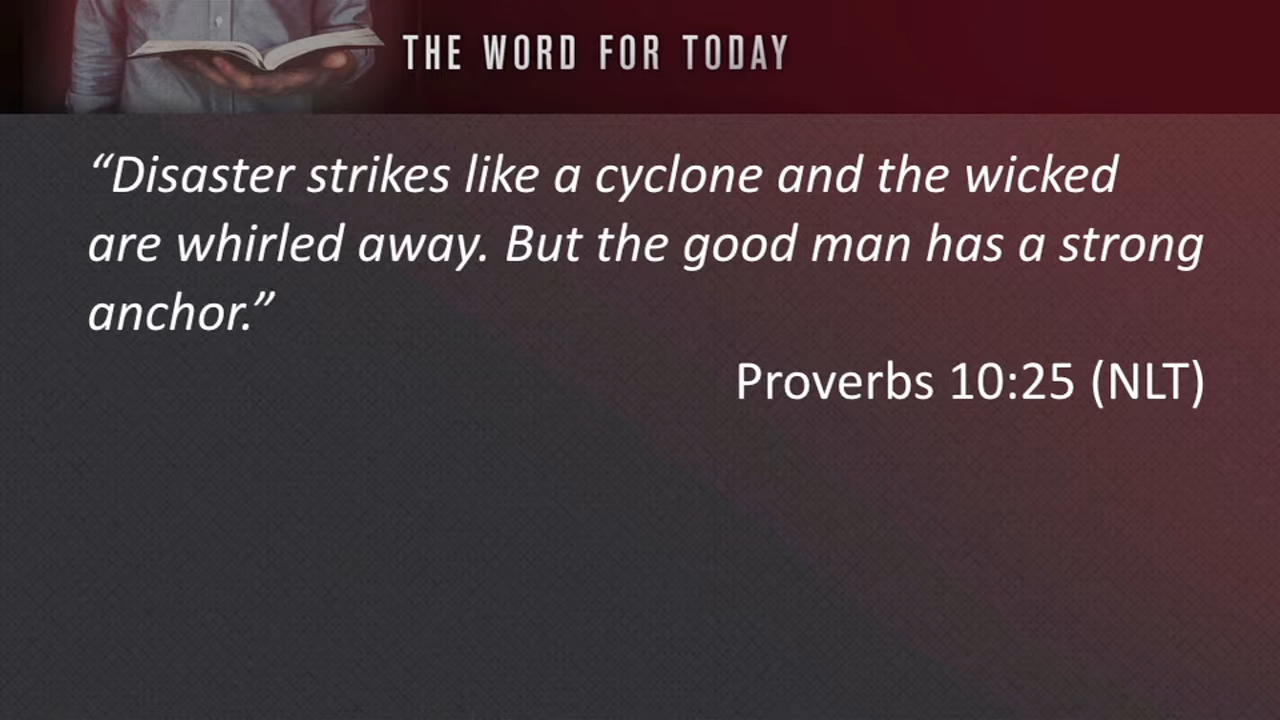 THE WORD FOR TODAY
“Disaster strikes like a cyclone and the wicked
are whirled away. But the good man has a strong
anchor.”
Proverbs 10:25 (NLT)